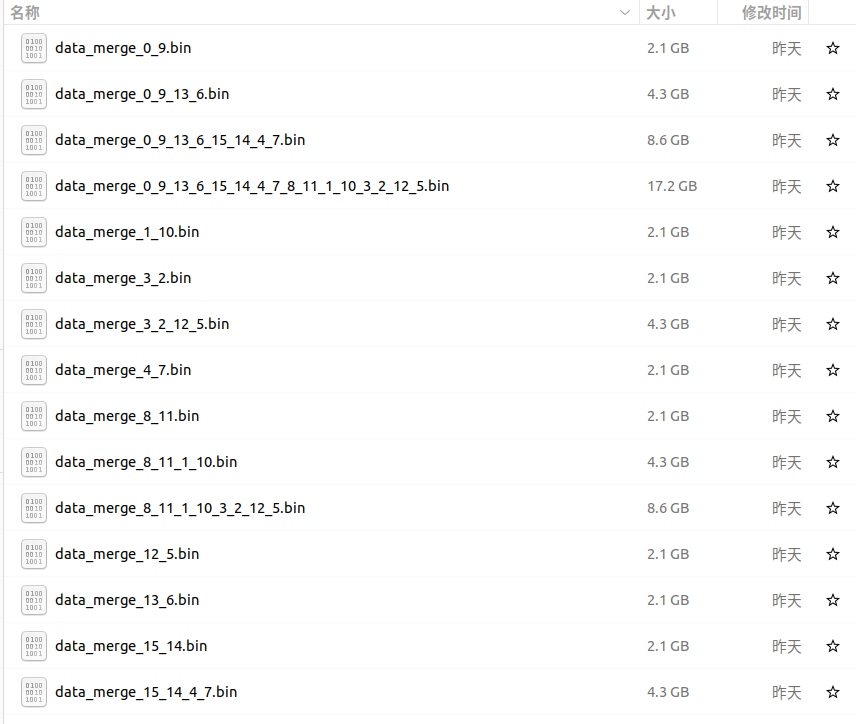 名称 大小 修改时间
data_merge_0_9.bin 2.1 GB 昨天
data_merge_0_9_13_6.bin 4.3 GB 昨天
data_merge_0_9_13_6_15_14_4_7.bin 8.6 GB 昨天
data_merge_0_9_13_6_15_14_4_7_8_11_1_10_3_2_12_5.bin 17.2 GB 昨天
data_merge_1_10.bin 2.1 GB 昨天
data_merge_3_2.bin 2.1 GB 昨天
data_merge_3_2_12_5.bin 4.3 GB 昨天
data_merge_4_7.bin 2.1 GB 昨天
data_merge_8_11.bin 2.1 GB 昨天
data_merge_8_11_1_10.bin 4.3 GB 昨天
data_merge_8_11_1_10_3_2_12_5.bin 8.6 GB 昨天
data_merge_12_5.bin 2.1 GB 昨天
data_merge_13_6.bin 2.1 GB 昨天
data_merge_15_14.bin 2.1 GB 昨天
data_merge_15_14_4_7.bin 4.3 GB 昨天